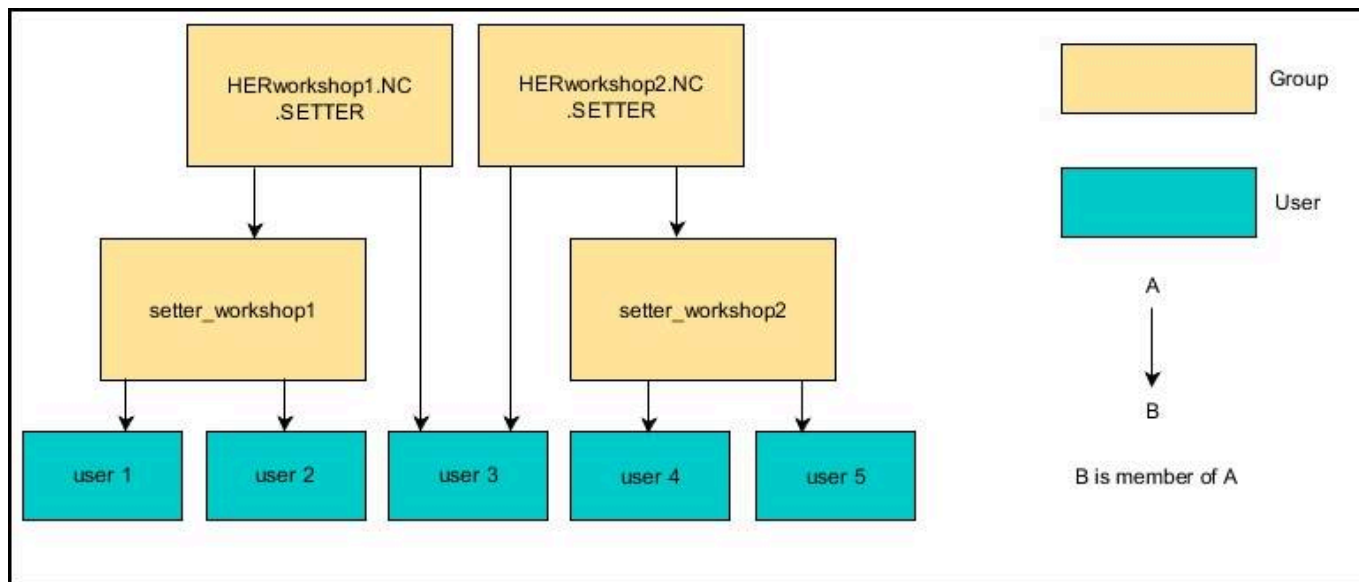 HERworkshop1.NC
.SETTER
HERworkshop2.NC
.SETTER
Group
User
setter_workshop1
setter_workshop2
A
B
user 1
user 2
user 3
user 4
user 5
B is member of A